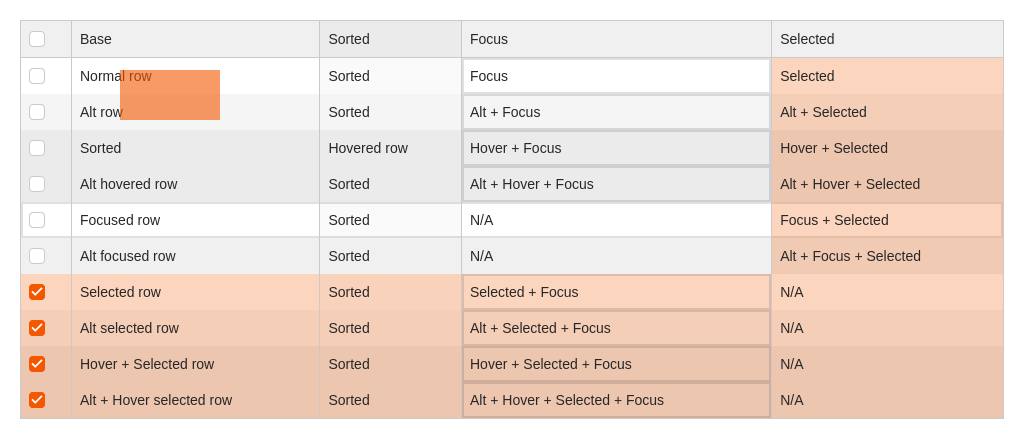 Base Sorted Focus Selected
Normal row Sorted Focus Selected
Alt row Sorted Alt + Focus Alt + Selected
Sorted Hovered row Hover + Focus Hover + Selected
Alt hovered row Sorted Alt + Hover + Focus Alt + Hover + Selected
Focused row Sorted N/A Focus + Selected
Alt focused row Sorted N/A Alt + Focus + Selected
Selected row Sorted Selected + Focus N/A
Alt selected row Sorted Alt + Selected + Focus N/A
Hover + Selected row Sorted Hover + Selected + Focus N/A
Alt + Hover selected row Sorted Alt + Hover + Selected + Focus N/A